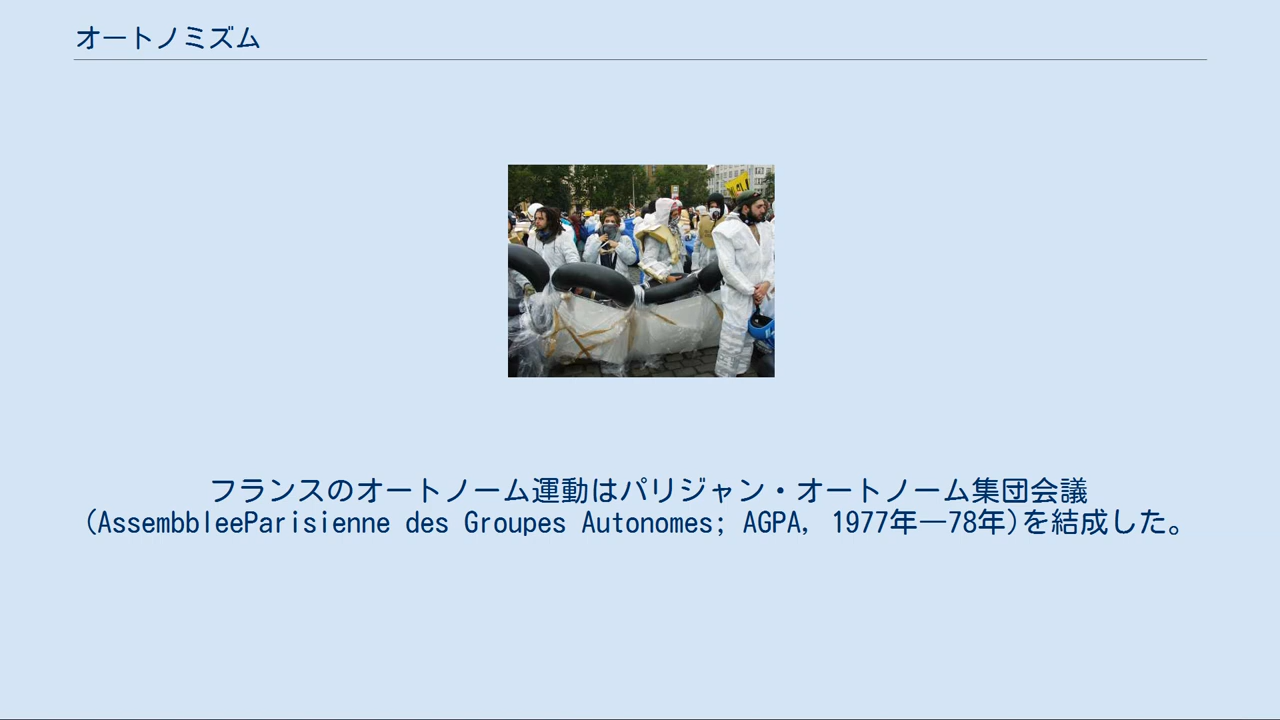 オートノミズム
フランスのオートノーム運動はパリジャン・オートノーム集団会議
(AssembbleeParisienne des Groupes Autonomes; AGPA, 1977年―78年)を結成した。